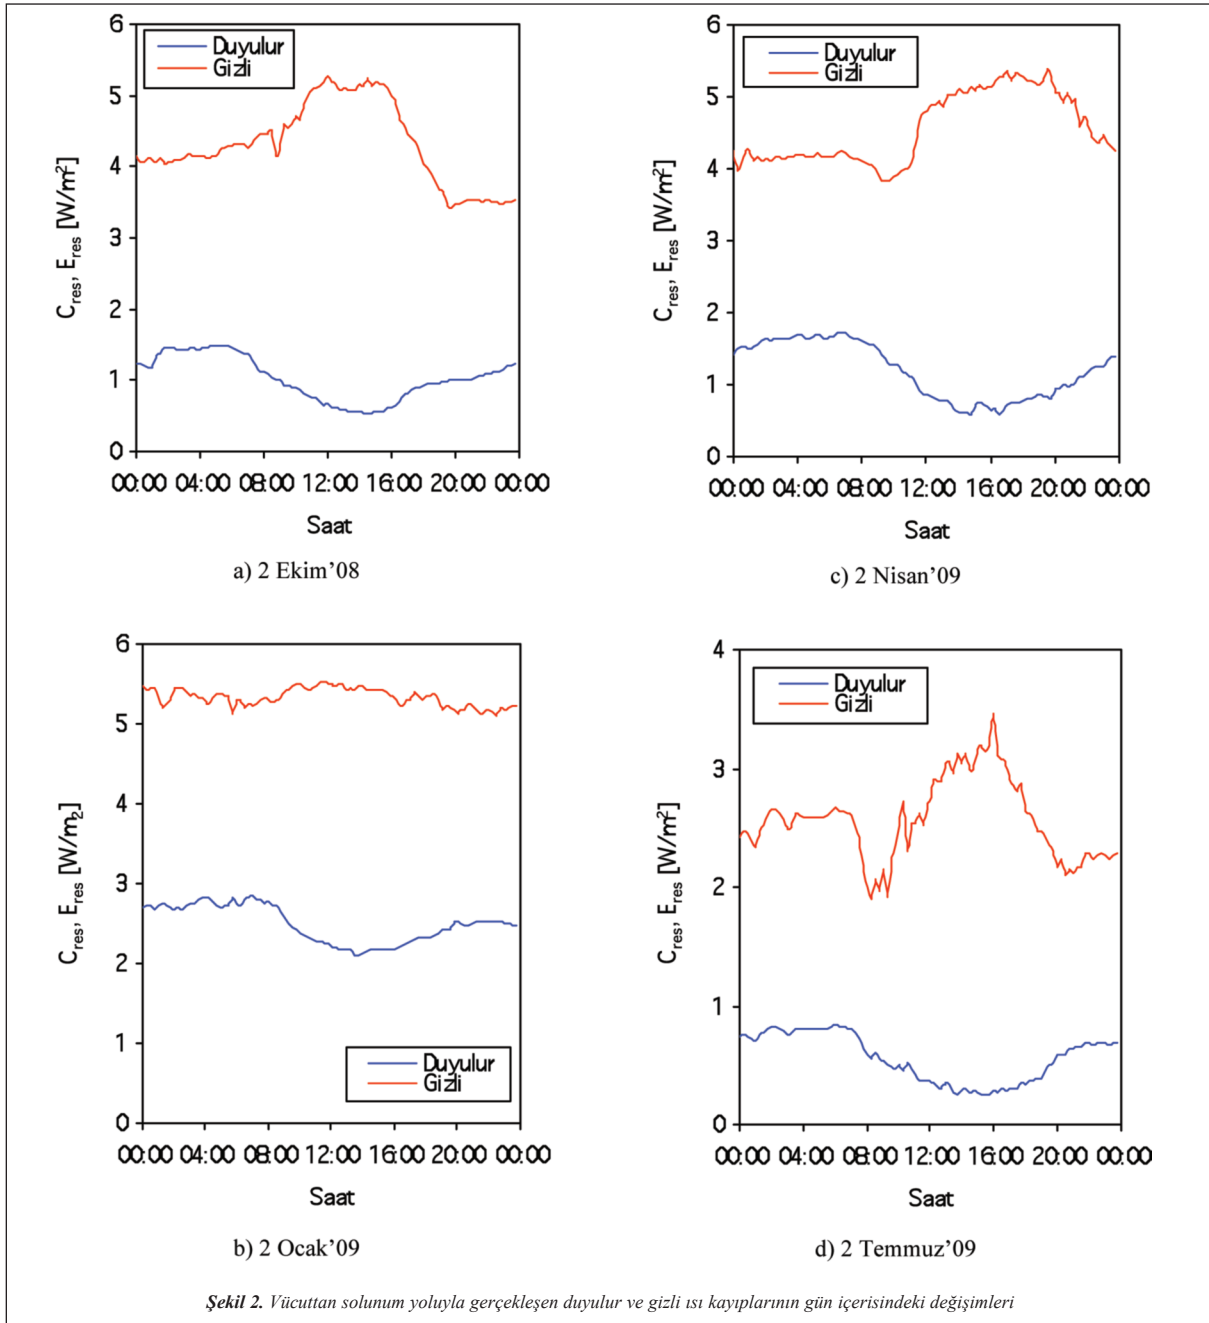 6
5
4
3
2
1
0
C_res, E_res [W/m²]
Duyulur
Gizli
00:00 04:00 08:00 12:00 16:00 20:00 00:00
Saat
a) 2 Ekim’08
6
5
4
3
2
1
0
C_res, E_res [W/m²]
Duyulur
Gizli
00:00 04:00 08:00 12:00 16:00 20:00 00:00
Saat
c) 2 Nisan’09
6
5
4
3
2
1
0
C_res, E_res [W/m₂]
Duyulur
Gizli
00:00 04:00 08:00 12:00 16:00 20:00 00:00
Saat
b) 2 Ocak’09
4
3
2
1
0
C_res, E_res [W/m²]
Duyulur
Gizli
00:00 04:00 08:00 12:00 16:00 20:00 00:00
Saat
d) 2 Temmuz’09
Şekil 2. Vücuttan solunum yoluyla gerçekleşen duyulur ve gizli ısı kayıplarının gün içerisindeki değişimleri